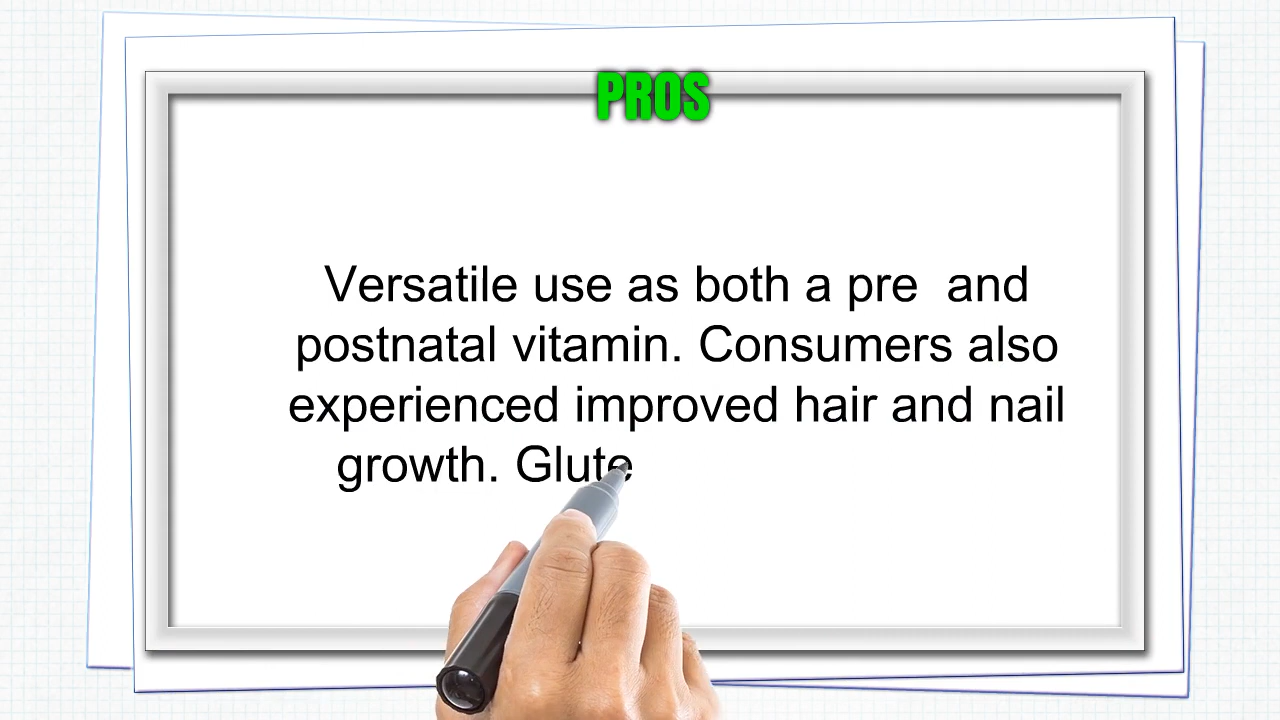 PROS
Versatile use as both a pre  and
postnatal vitamin. Consumers also
experienced improved hair and nail
growth. Glute